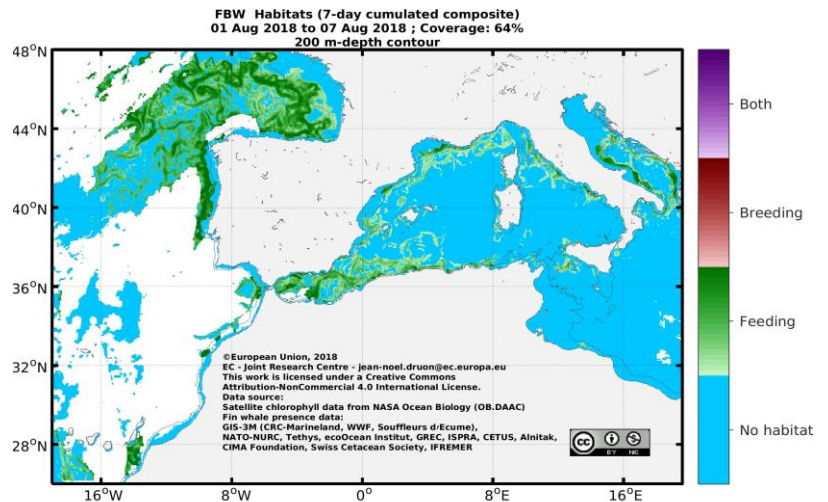 FBW Habitats (7-day cumulated composite)
01 Aug 2018 to 07 Aug 2018 ; Coverage: 64%
200 m-depth contour
48°N
44°N
40°N
36°N
32°N
28°N
16°W
8°W
0°
8°E
16°E
Both
Breeding
Feeding
No habitat
©European Union, 2018
EC - Joint Research Centre - jean-noel.druon@ec.europa.eu
This work is licensed under a Creative Commons
Attribution-NonCommercial 4.0 International License.
Data source:
Satellite chlorophyll data from NASA Ocean Biology (OB.DAAC)
Fin whale presence data:
GIS-3M (CRC-Marineland, WWF, Souffleurs d'Ecume),
NATO-NURC, Tethys, ecoOcean Institut, GREC, ISPRA, CETUS, Alnitak,
CIMA Foundation, Swiss Cetacean Society, IFREMER
cc
BY NC